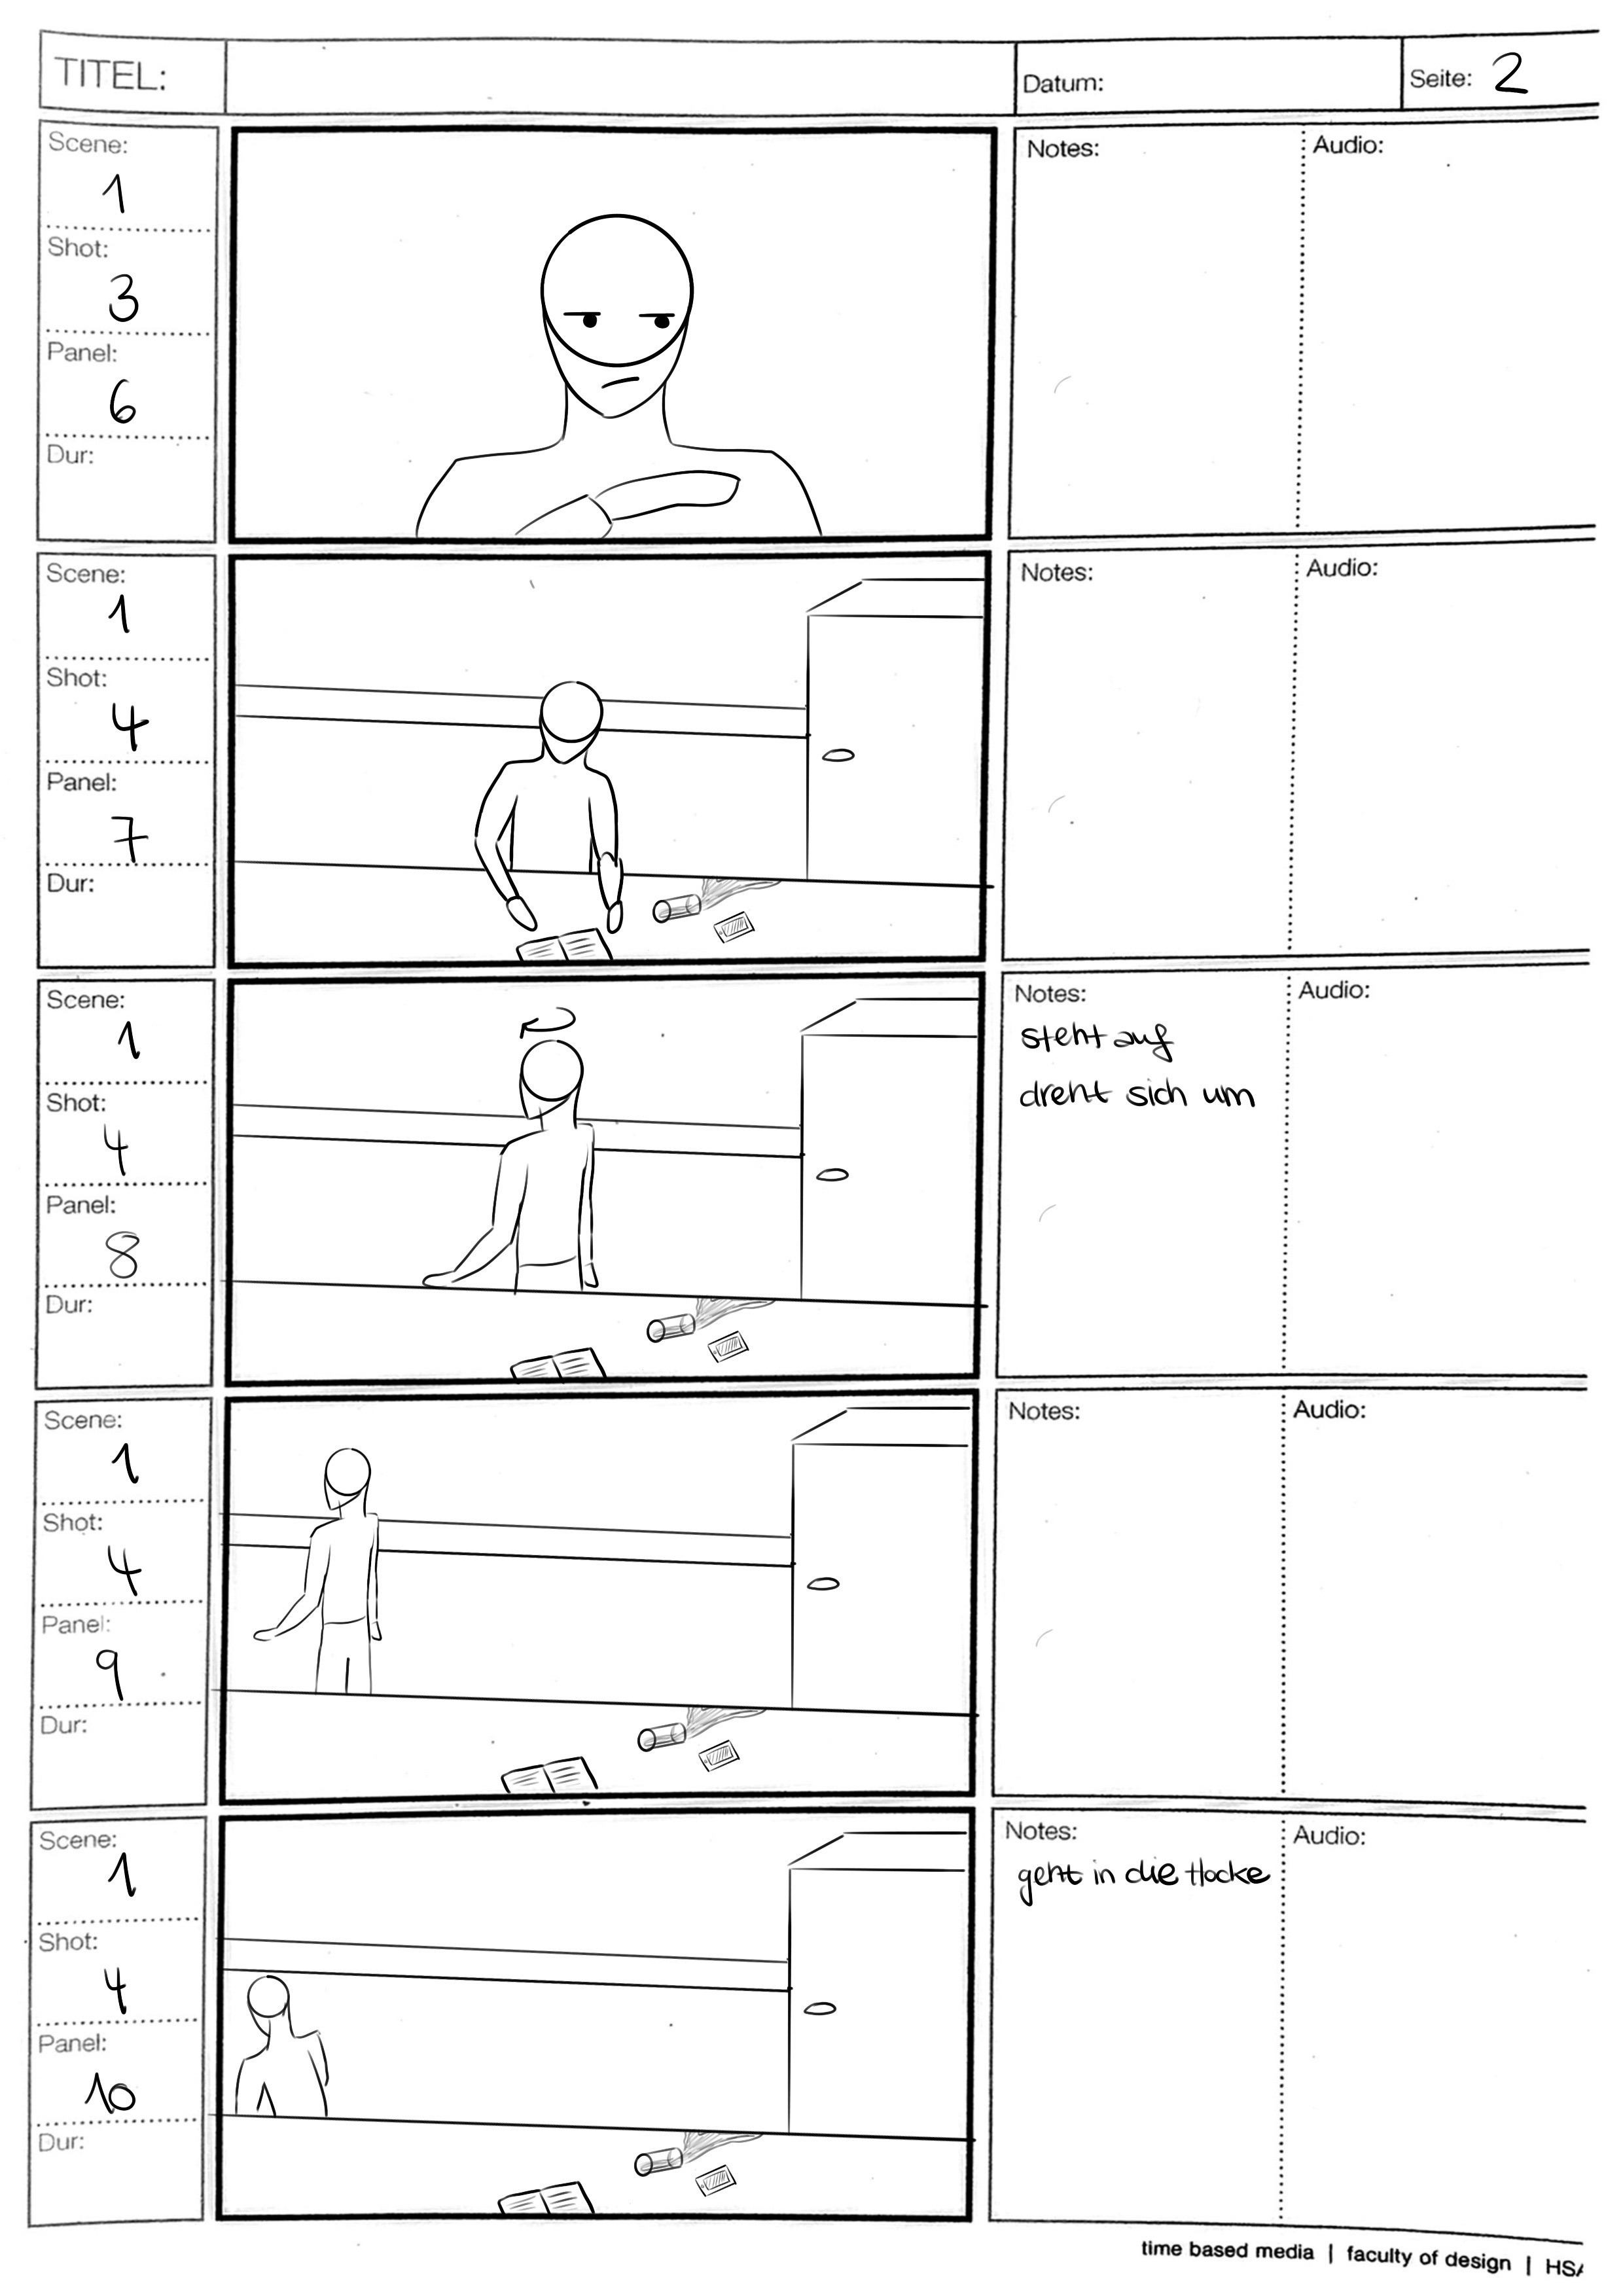 TITEL:
Datum:
Seite: 2
Scene:
1
Shot:
3
Panel:
6
Dur:
Notes:
Audio:
Scene:
1
Shot:
4
Panel:
7
Dur:
Notes:
Audio:
Scene:
1
Shot:
4
Panel:
8
Dur:
Notes:
steht auf
dreht sich um
Audio:
Scene:
1
Shot:
4
Panel:
9
Dur:
Notes:
Audio:
Scene:
1
Shot:
4
Panel:
10
Dur:
Notes:
geht in die Hocke
Audio:
time based media | faculty of design | HSA